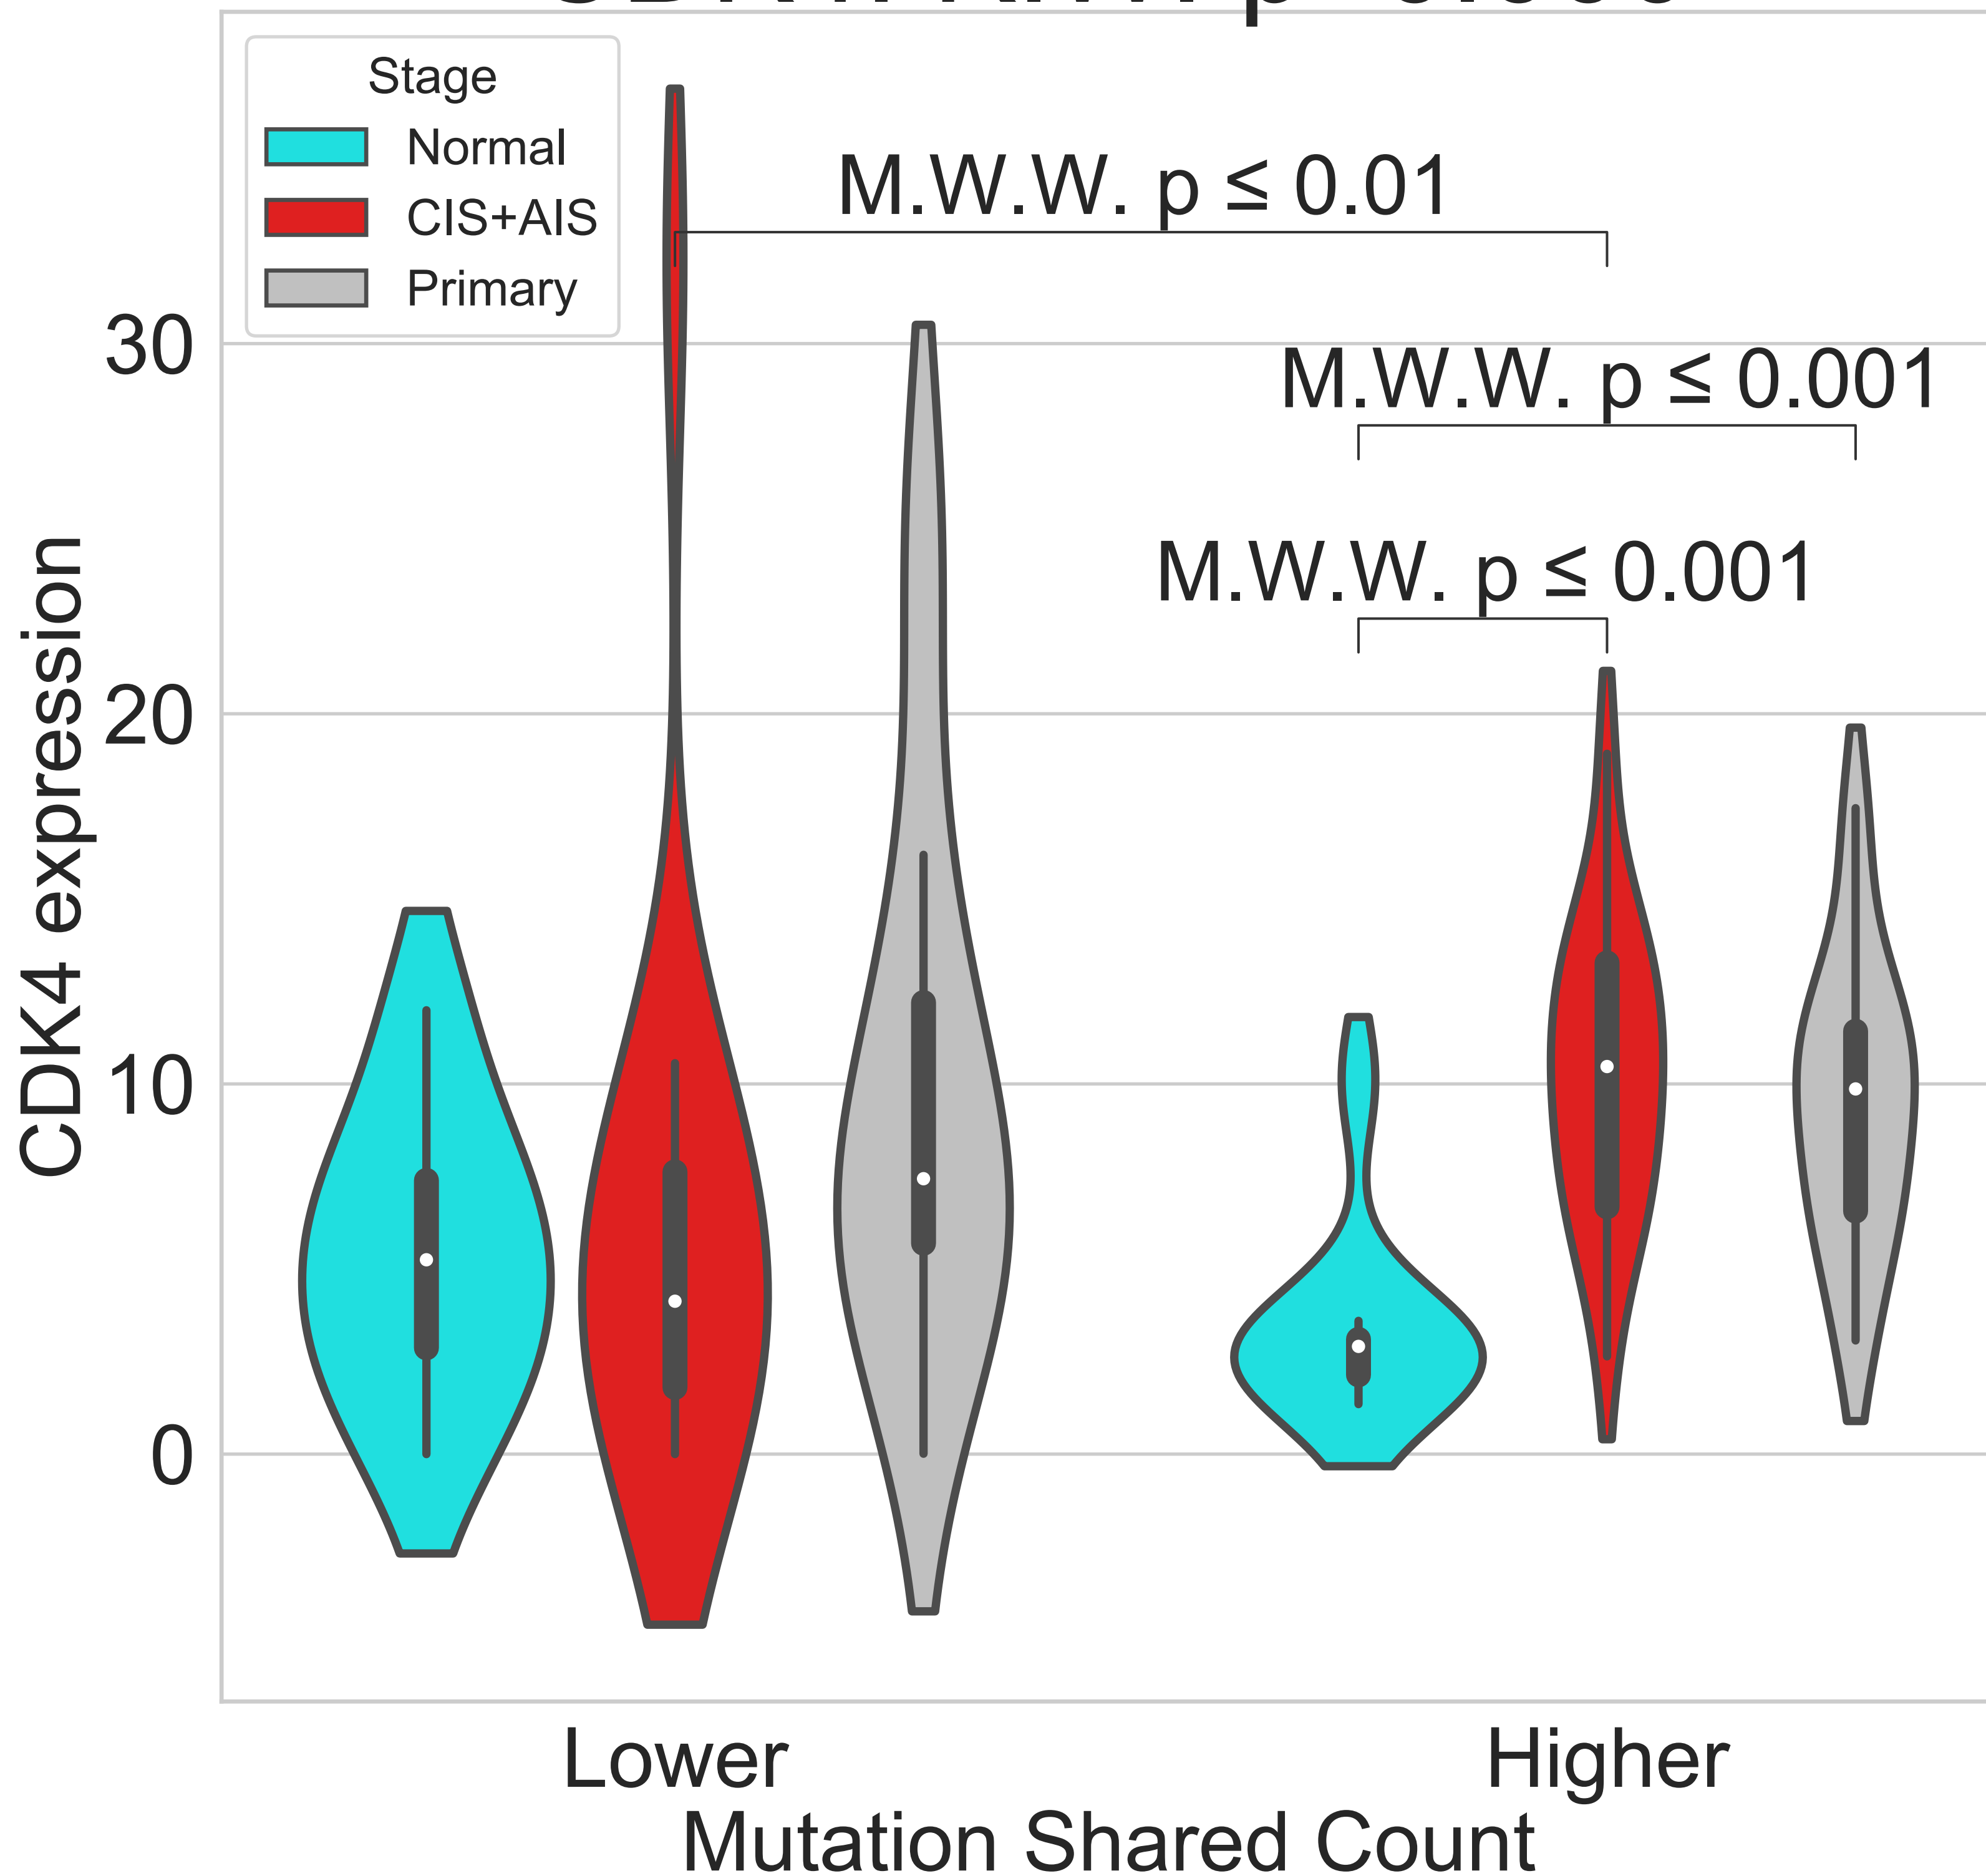 Stage
Normal
CIS+AIS
Primary
M.W.W. p ≤ 0.01
M.W.W. p ≤ 0.001
M.W.W. p ≤ 0.001
30
20
10
0
CDK4 expression
Lower
Higher
Mutation Shared Count